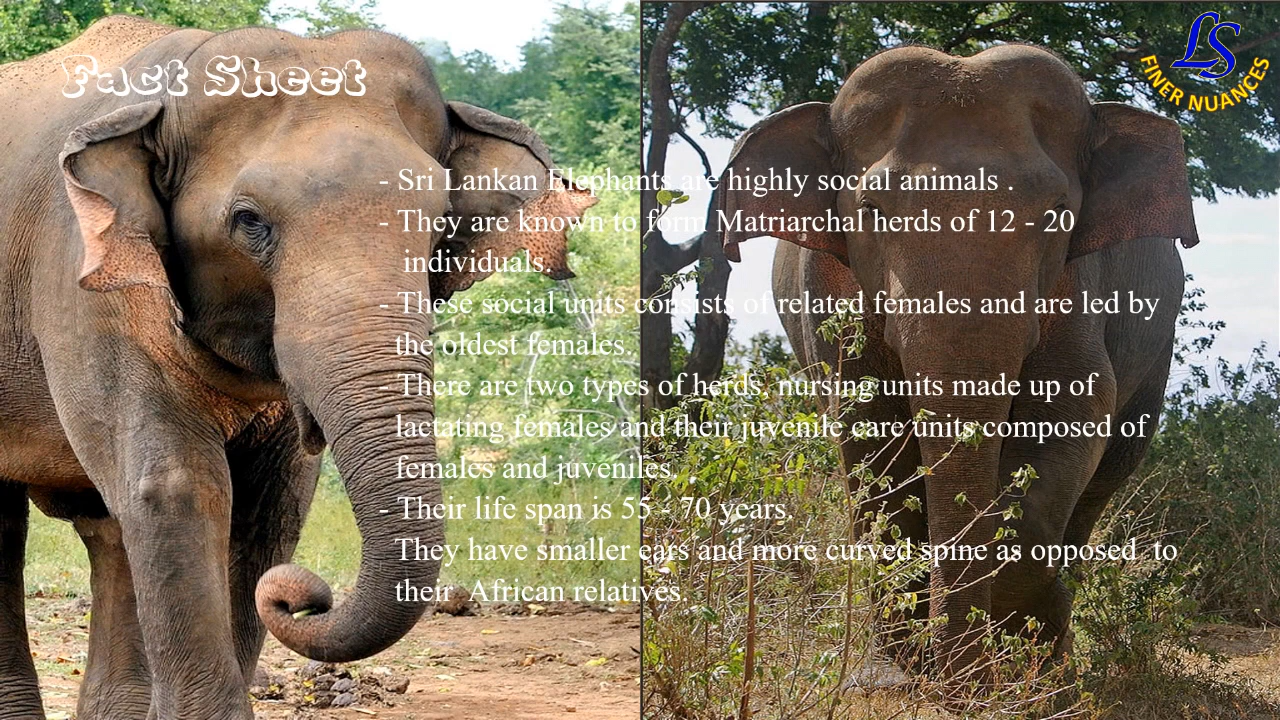 Fact Sheet
LS
FINER NUANCES
- Sri Lankan Elephants are highly social animals .
- They are known to form Matriarchal herds of 12 - 20
individuals.
- These social units consists of related females and are led by
the oldest females.
- There are two types of herds, nursing units made up of
lactating females and their juvenile care units composed of
females and juveniles.
- Their life span is 55 - 70 years.
They have smaller ears and more curved spine as opposed  to
their  African relatives.